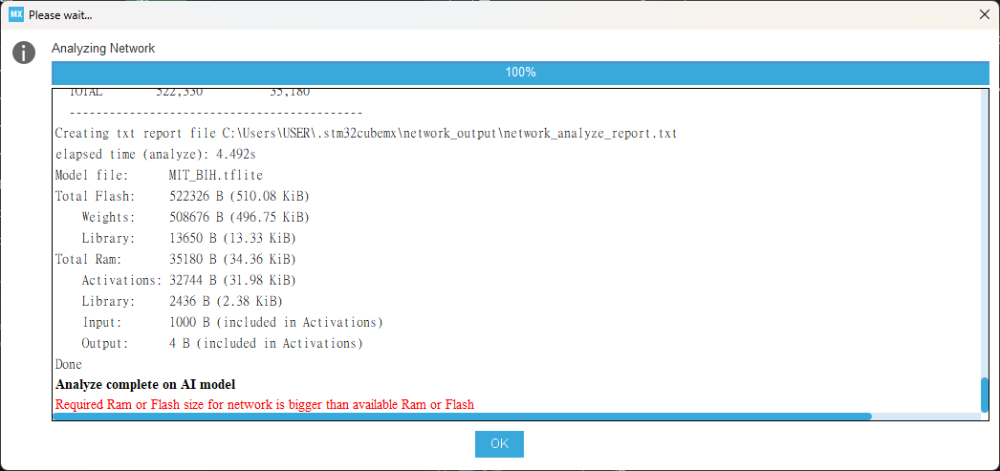 MX Please wait...
Analyzing Network
100%
TOTAL 522,330 35,180
------------------------------------------
Creating txt report file C:\Users\USER\.stm32cubemx\network_output\network_analyze_report.txt
elapsed time (analyze): 4.492s
Model file: MIT_BIH.tflite
Total Flash: 522326 B (510.08 KiB)
Weights: 508676 B (496.75 KiB)
Library: 13650 B (13.33 KiB)
Total Ram: 35180 B (34.36 KiB)
Activations: 32744 B (31.98 KiB)
Library: 2436 B (2.38 KiB)
Input: 1000 B (included in Activations)
Output: 4 B (included in Activations)
Done
Analyze complete on AI model
Required Ram or Flash size for network is bigger than available Ram or Flash
OK